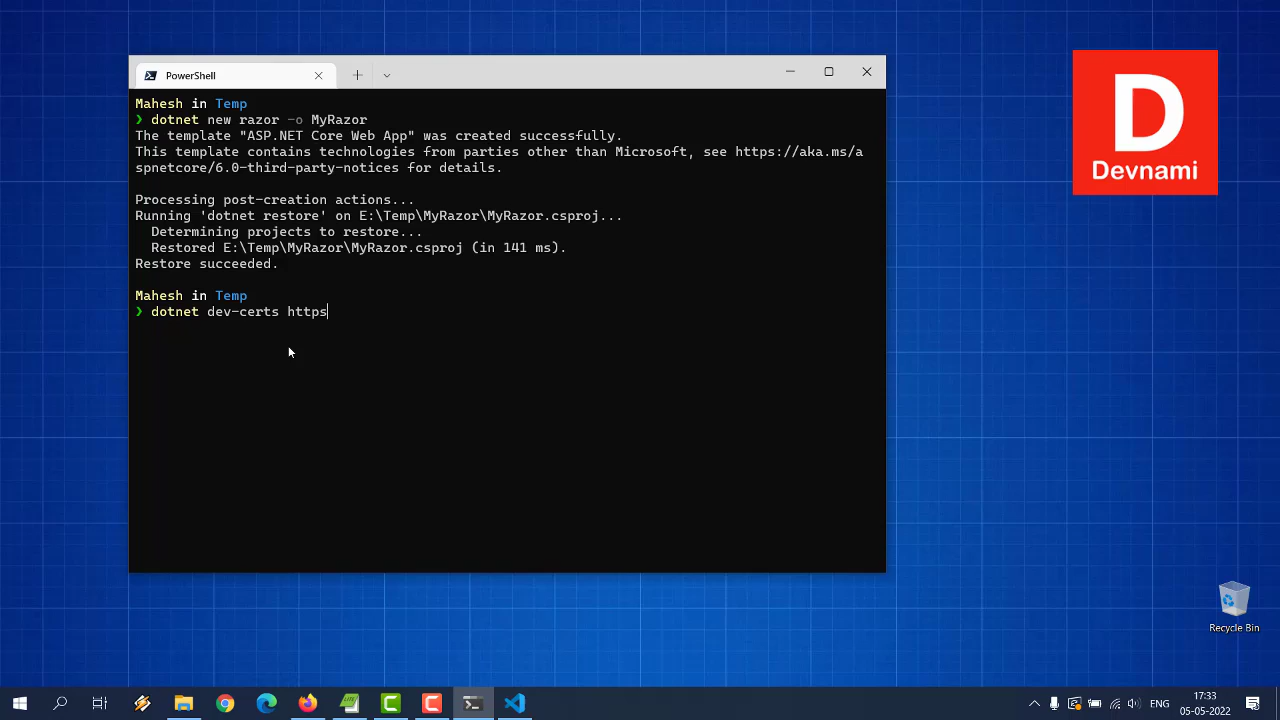 PowerShell
Mahesh in Temp
❯ dotnet new razor -o MyRazor
The template "ASP.NET Core Web App" was created successfully.
This template contains technologies from parties other than Microsoft, see https://aka.ms/a
spnetcore/6.0-third-party-notices for details.
Processing post-creation actions...
Running 'dotnet restore' on E:\Temp\MyRazor\MyRazor.csproj...
Determining projects to restore...
Restored E:\Temp\MyRazor\MyRazor.csproj (in 141 ms).
Restore succeeded.
Mahesh in Temp
❯ dotnet dev-certs https
D
Devnami
Recycle Bin
LITE
ENG
17:33
05-05-2022